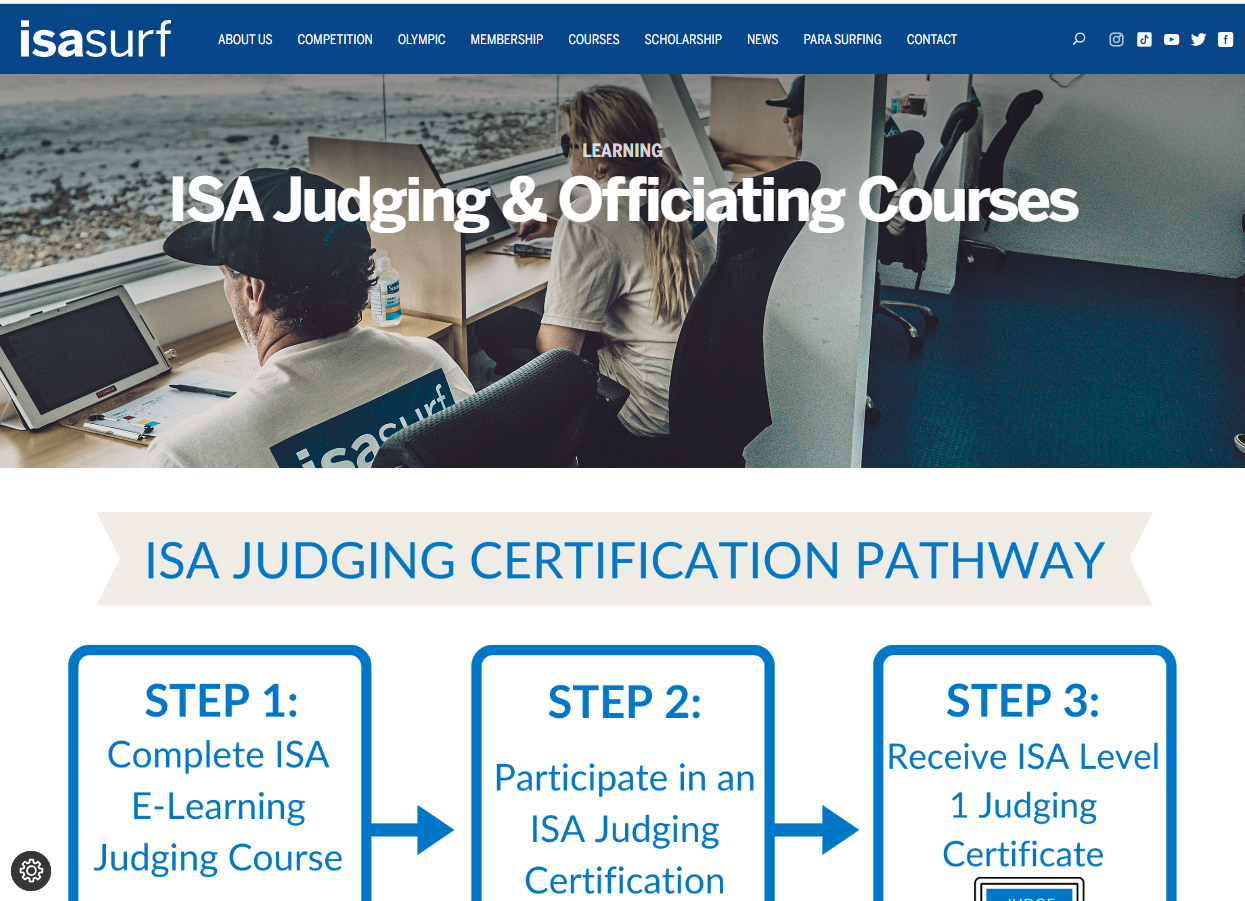 isasurf
ABOUT US
COMPETITION
OLYMPIC
MEMBERSHIP
COURSES
SCHOLARSHIP
NEWS
PARA SURFING
CONTACT
LEARNING
ISA Judging & Officiating Courses
isasurf
ISA JUDGING CERTIFICATION PATHWAY
STEP 1:
Complete ISA
E-Learning
Judging Course
STEP 2:
Participate in an
ISA Judging
Certification
STEP 3:
Receive ISA Level
1 Judging
Certificate